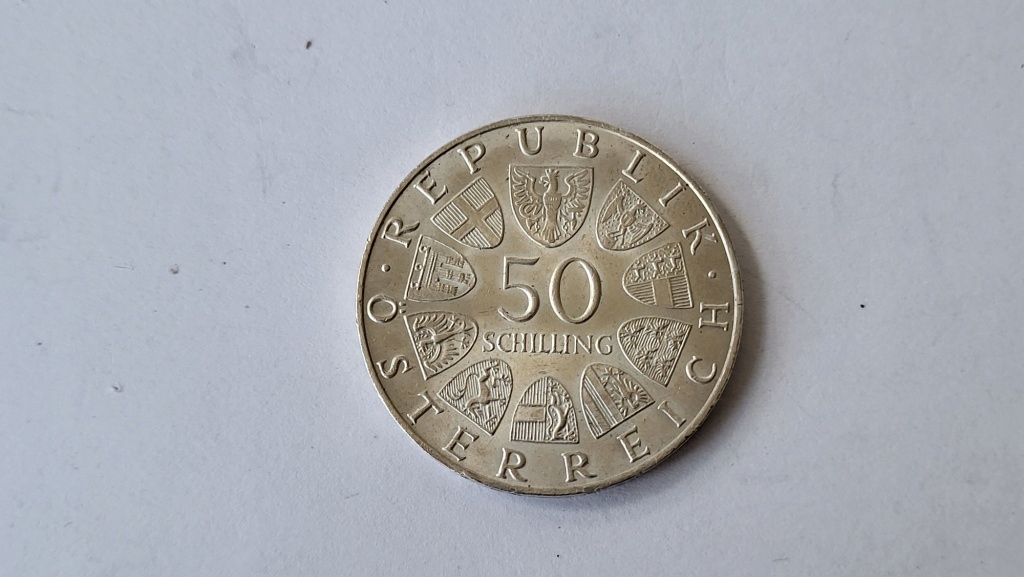 REPUBLIK
50
SCHILLING
ÖSTERREICH